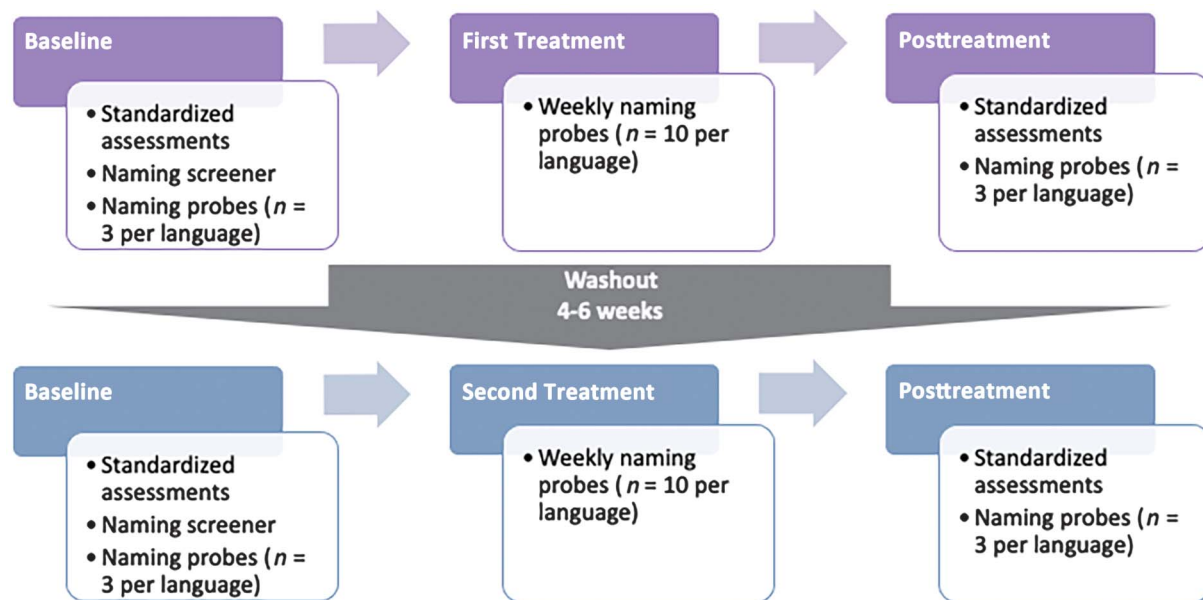 Baseline
• Standardized
assessments
• Naming screener
• Naming probes (n =
3 per language)
First Treatment
• Weekly naming
probes ( n = 10 per
language)
Posttreatment
• Standardized
assessments
• Naming probes (n =
3 per language)
Washout
4-6 weeks
Baseline
• Standardized
assessments
• Naming screener
• Naming probes (n =
3 per language)
Second Treatment
• Weekly naming
probes ( n = 10 per
language)
Posttreatment
• Standardized
assessments
• Naming probes (n =
3 per language)